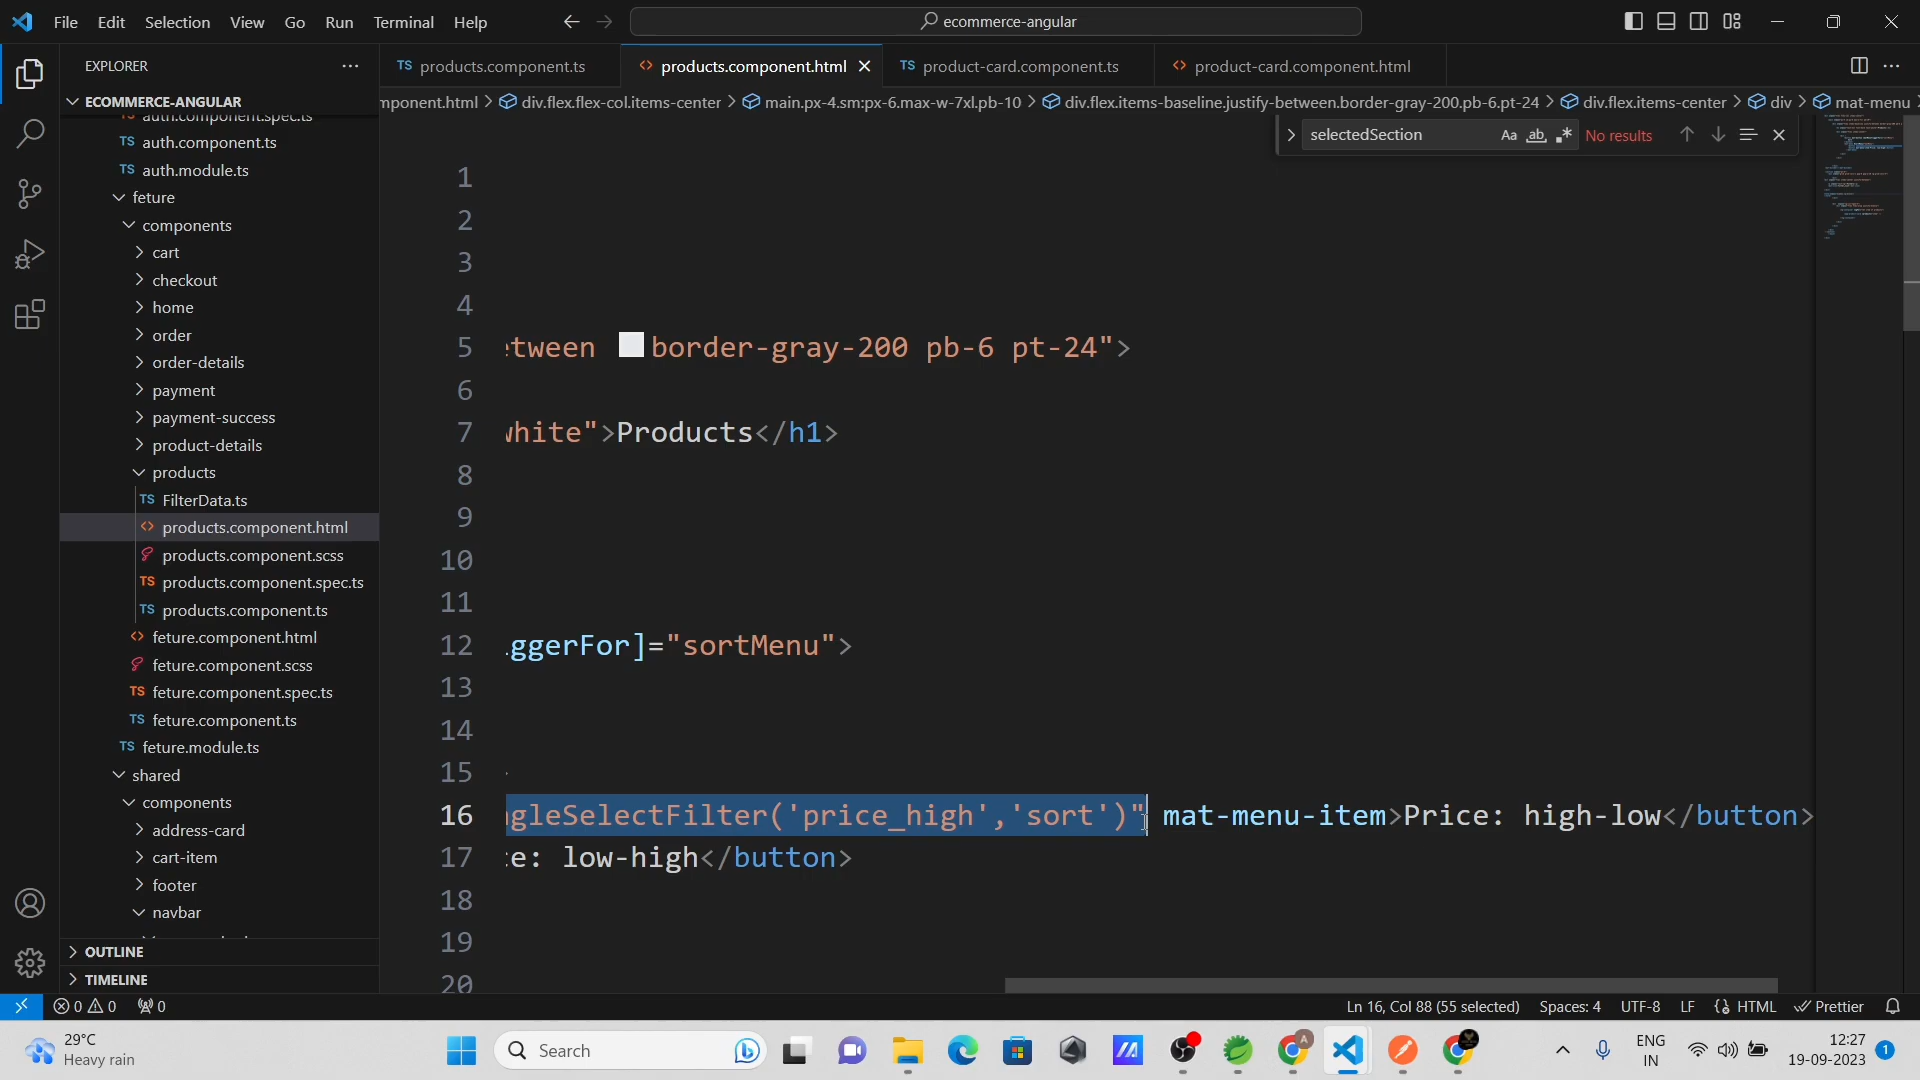 File Edit Selection View Go Run Terminal Help
ecommerce-angular
EXPLORER
ECOMMERCE-ANGULAR
auth.component.spec.ts
TS auth.component.ts
TS auth.module.ts
feture
components
cart
checkout
home
order
order-details
payment
payment-success
product-details
products
TS FilterData.ts
products.component.html
products.component.scss
TS products.component.spec.ts
TS products.component.ts
feture.component.html
feture.component.scss
TS feture.component.spec.ts
TS feture.component.ts
TS feture.module.ts
shared
components
address-card
cart-item
footer
navbar
OUTLINE
TIMELINE
TS products.component.ts
products.component.html
TS product-card.component.ts
product-card.component.html
mponent.html > div.flex.flex-col.items-center > main.px-4.sm:px-6.max-w-7xl.pb-10 > div.flex.items-baseline.justify-between.border-gray-200.pb-6.pt-24 > div.flex.items-center > div > mat-menu >
selectedSection Aa ab .* No results
1
2
3
4
5 tween border-gray-200 pb-6 pt-24">
6
7 white">Products</h1>
8
9
10
11
12 ggerFor]="sortMenu">
13
14
15
16 gleSelectFilter('price_high','sort')" mat-menu-item>Price: high-low</button>
17 e: low-high</button>
18
19
20
0 0 0
Ln 16, Col 88 (55 selected) Spaces: 4 UTF-8 LF {} HTML Prettier
29°C
Heavy rain
Search
ENG
IN
12:27
19-09-2023
1